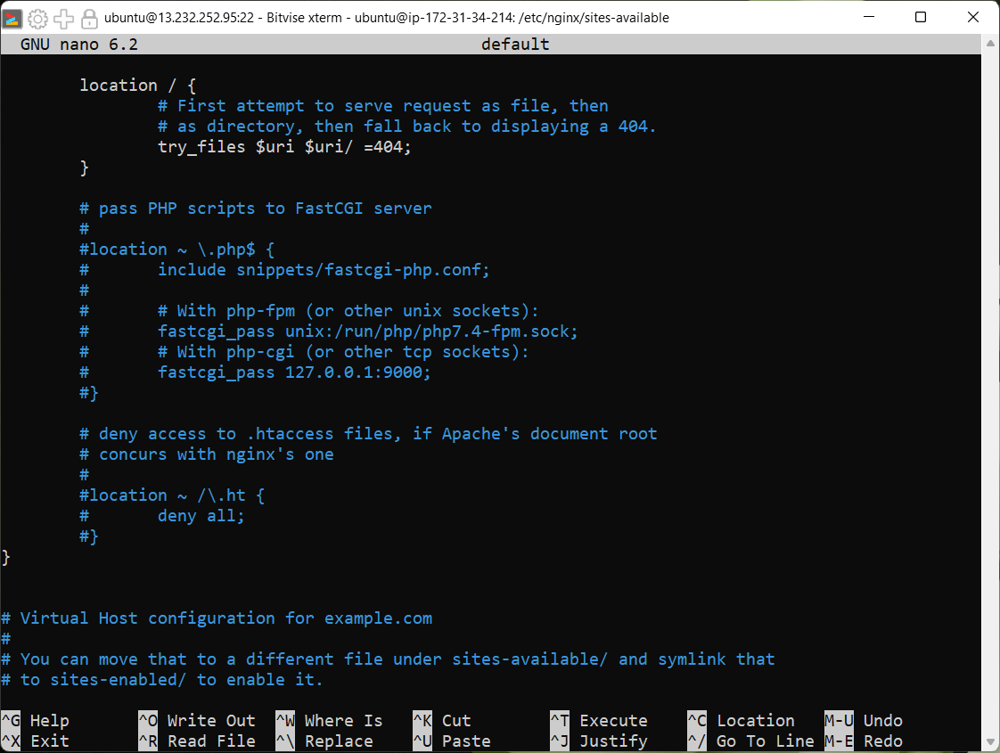 ubuntu@13.232.252.95:22 - Bitvise xterm - ubuntu@ip-172-31-34-214: /etc/nginx/sites-available
GNU nano 6.2 default
location / {
# First attempt to serve request as file, then
# as directory, then fall back to displaying a 404.
try_files $uri $uri/ =404;
}
# pass PHP scripts to FastCGI server
#
#location ~ \.php$ {
# include snippets/fastcgi-php.conf;
#
# # With php-fpm (or other unix sockets):
# fastcgi_pass unix:/run/php/php7.4-fpm.sock;
# # With php-cgi (or other tcp sockets):
# fastcgi_pass 127.0.0.1:9000;
#}
# deny access to .htaccess files, if Apache's document root
# concurs with nginx's one
#
#location ~ /\.ht {
# deny all;
#}
}
# Virtual Host configuration for example.com
#
# You can move that to a different file under sites-available/ and symlink that
# to sites-enabled/ to enable it.
^G Help ^O Write Out ^W Where Is ^K Cut ^T Execute ^C Location M-U Undo
^X Exit ^R Read File ^\ Replace ^U Paste ^J Justify ^/ Go To Line M-E Redo